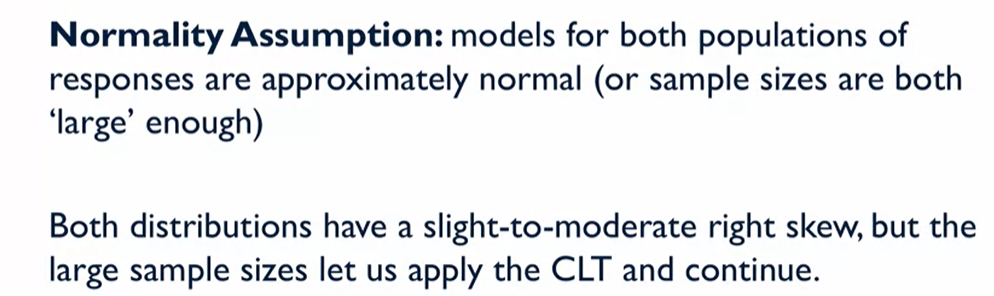 Normality Assumption: models for both populations of
responses are approximately normal (or sample sizes are both
‘large’ enough)
Both distributions have a slight-to-moderate right skew, but the
large sample sizes let us apply the CLT and continue.